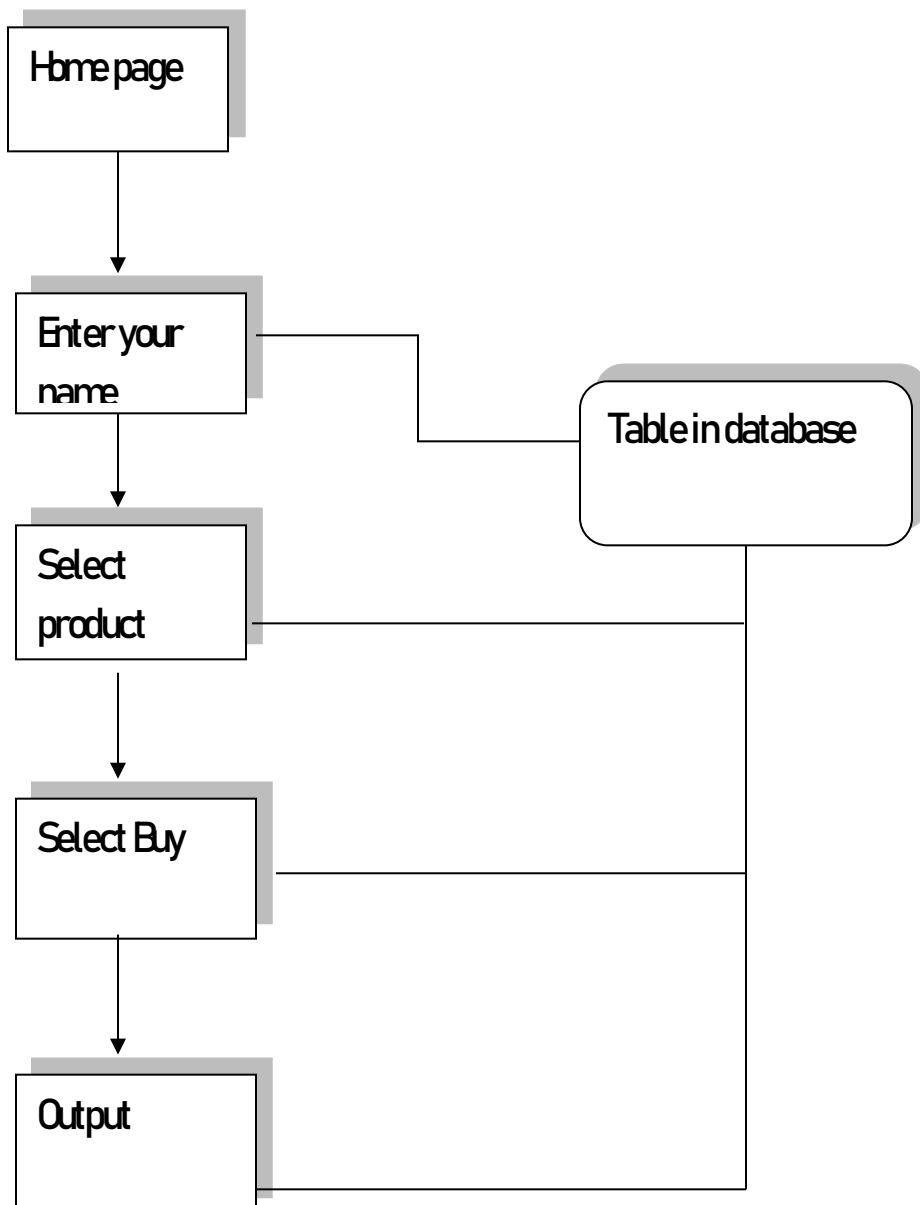 Home page
Enter your
name
Table in database
Select
product
Select Buy
Output